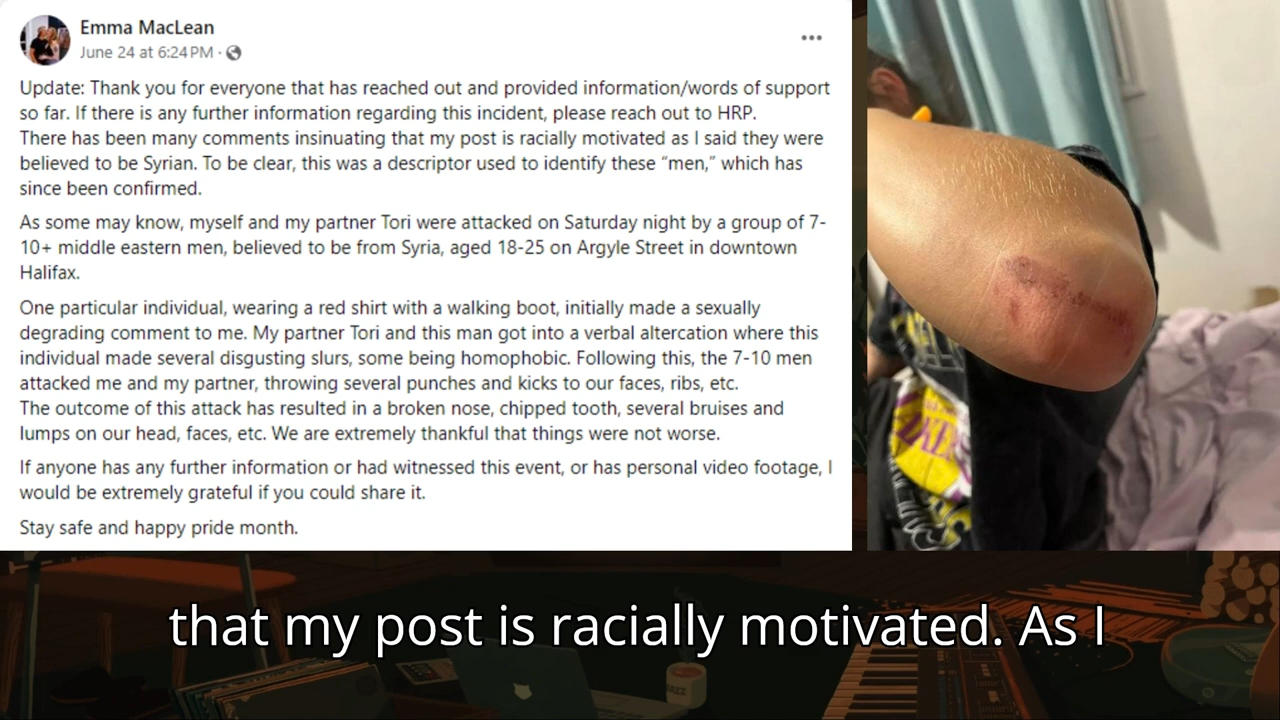 Emma MacLean
June 24 at 6:24 PM ·
Update: Thank you for everyone that has reached out and provided information/words of support
so far. If there is any further information regarding this incident, please reach out to HRP.
There has been many comments insinuating that my post is racially motivated as I said they were
believed to be Syrian. To be clear, this was a descriptor used to identify these “men,” which has
since been confirmed.
As some may know, myself and my partner Tori were attacked on Saturday night by a group of 7-
10+ middle eastern men, believed to be from Syria, aged 18-25 on Argyle Street in downtown
Halifax.
One particular individual, wearing a red shirt with a walking boot, initially made a sexually
degrading comment to me. My partner Tori and this man got into a verbal altercation where this
individual made several disgusting slurs, some being homophobic. Following this, the 7-10 men
attacked me and my partner, throwing several punches and kicks to our faces, ribs, etc.
The outcome of this attack has resulted in a broken nose, chipped tooth, several bruises and
lumps on our head, faces, etc. We are extremely thankful that things were not worse.
If anyone has any further information or had witnessed this event, or has personal video footage, I
would be extremely grateful if you could share it.
Stay safe and happy pride month.
JAZZ
that my post is racially motivated. As I